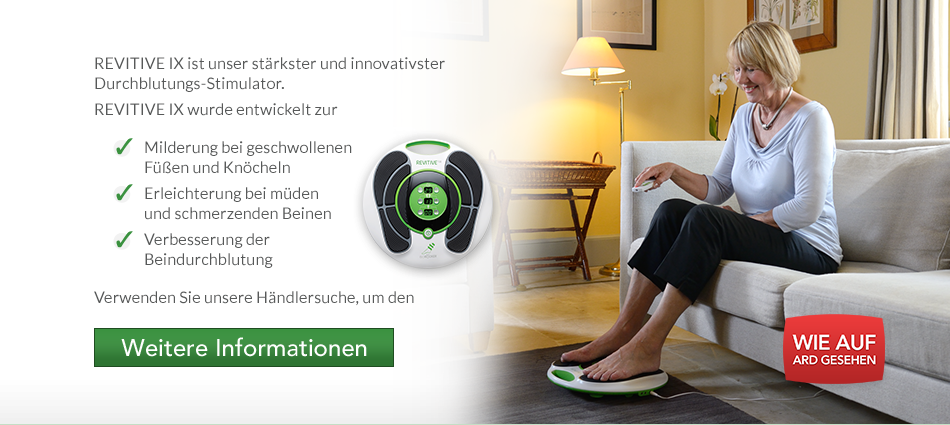 REVITIVE IX ist unser stärkster und innovativster
Durchblutungs-Stimulator.
REVITIVE IX wurde entwickelt zur
Milderung bei geschwollenen
Füßen und Knöcheln
Erleichterung bei müden
und schmerzenden Beinen
Verbesserung der
Beindurchblutung
REVITIVE
Verwenden Sie unsere Händlersuche, um den
Weitere Informationen
WIE AUF
ARD GESEHEN